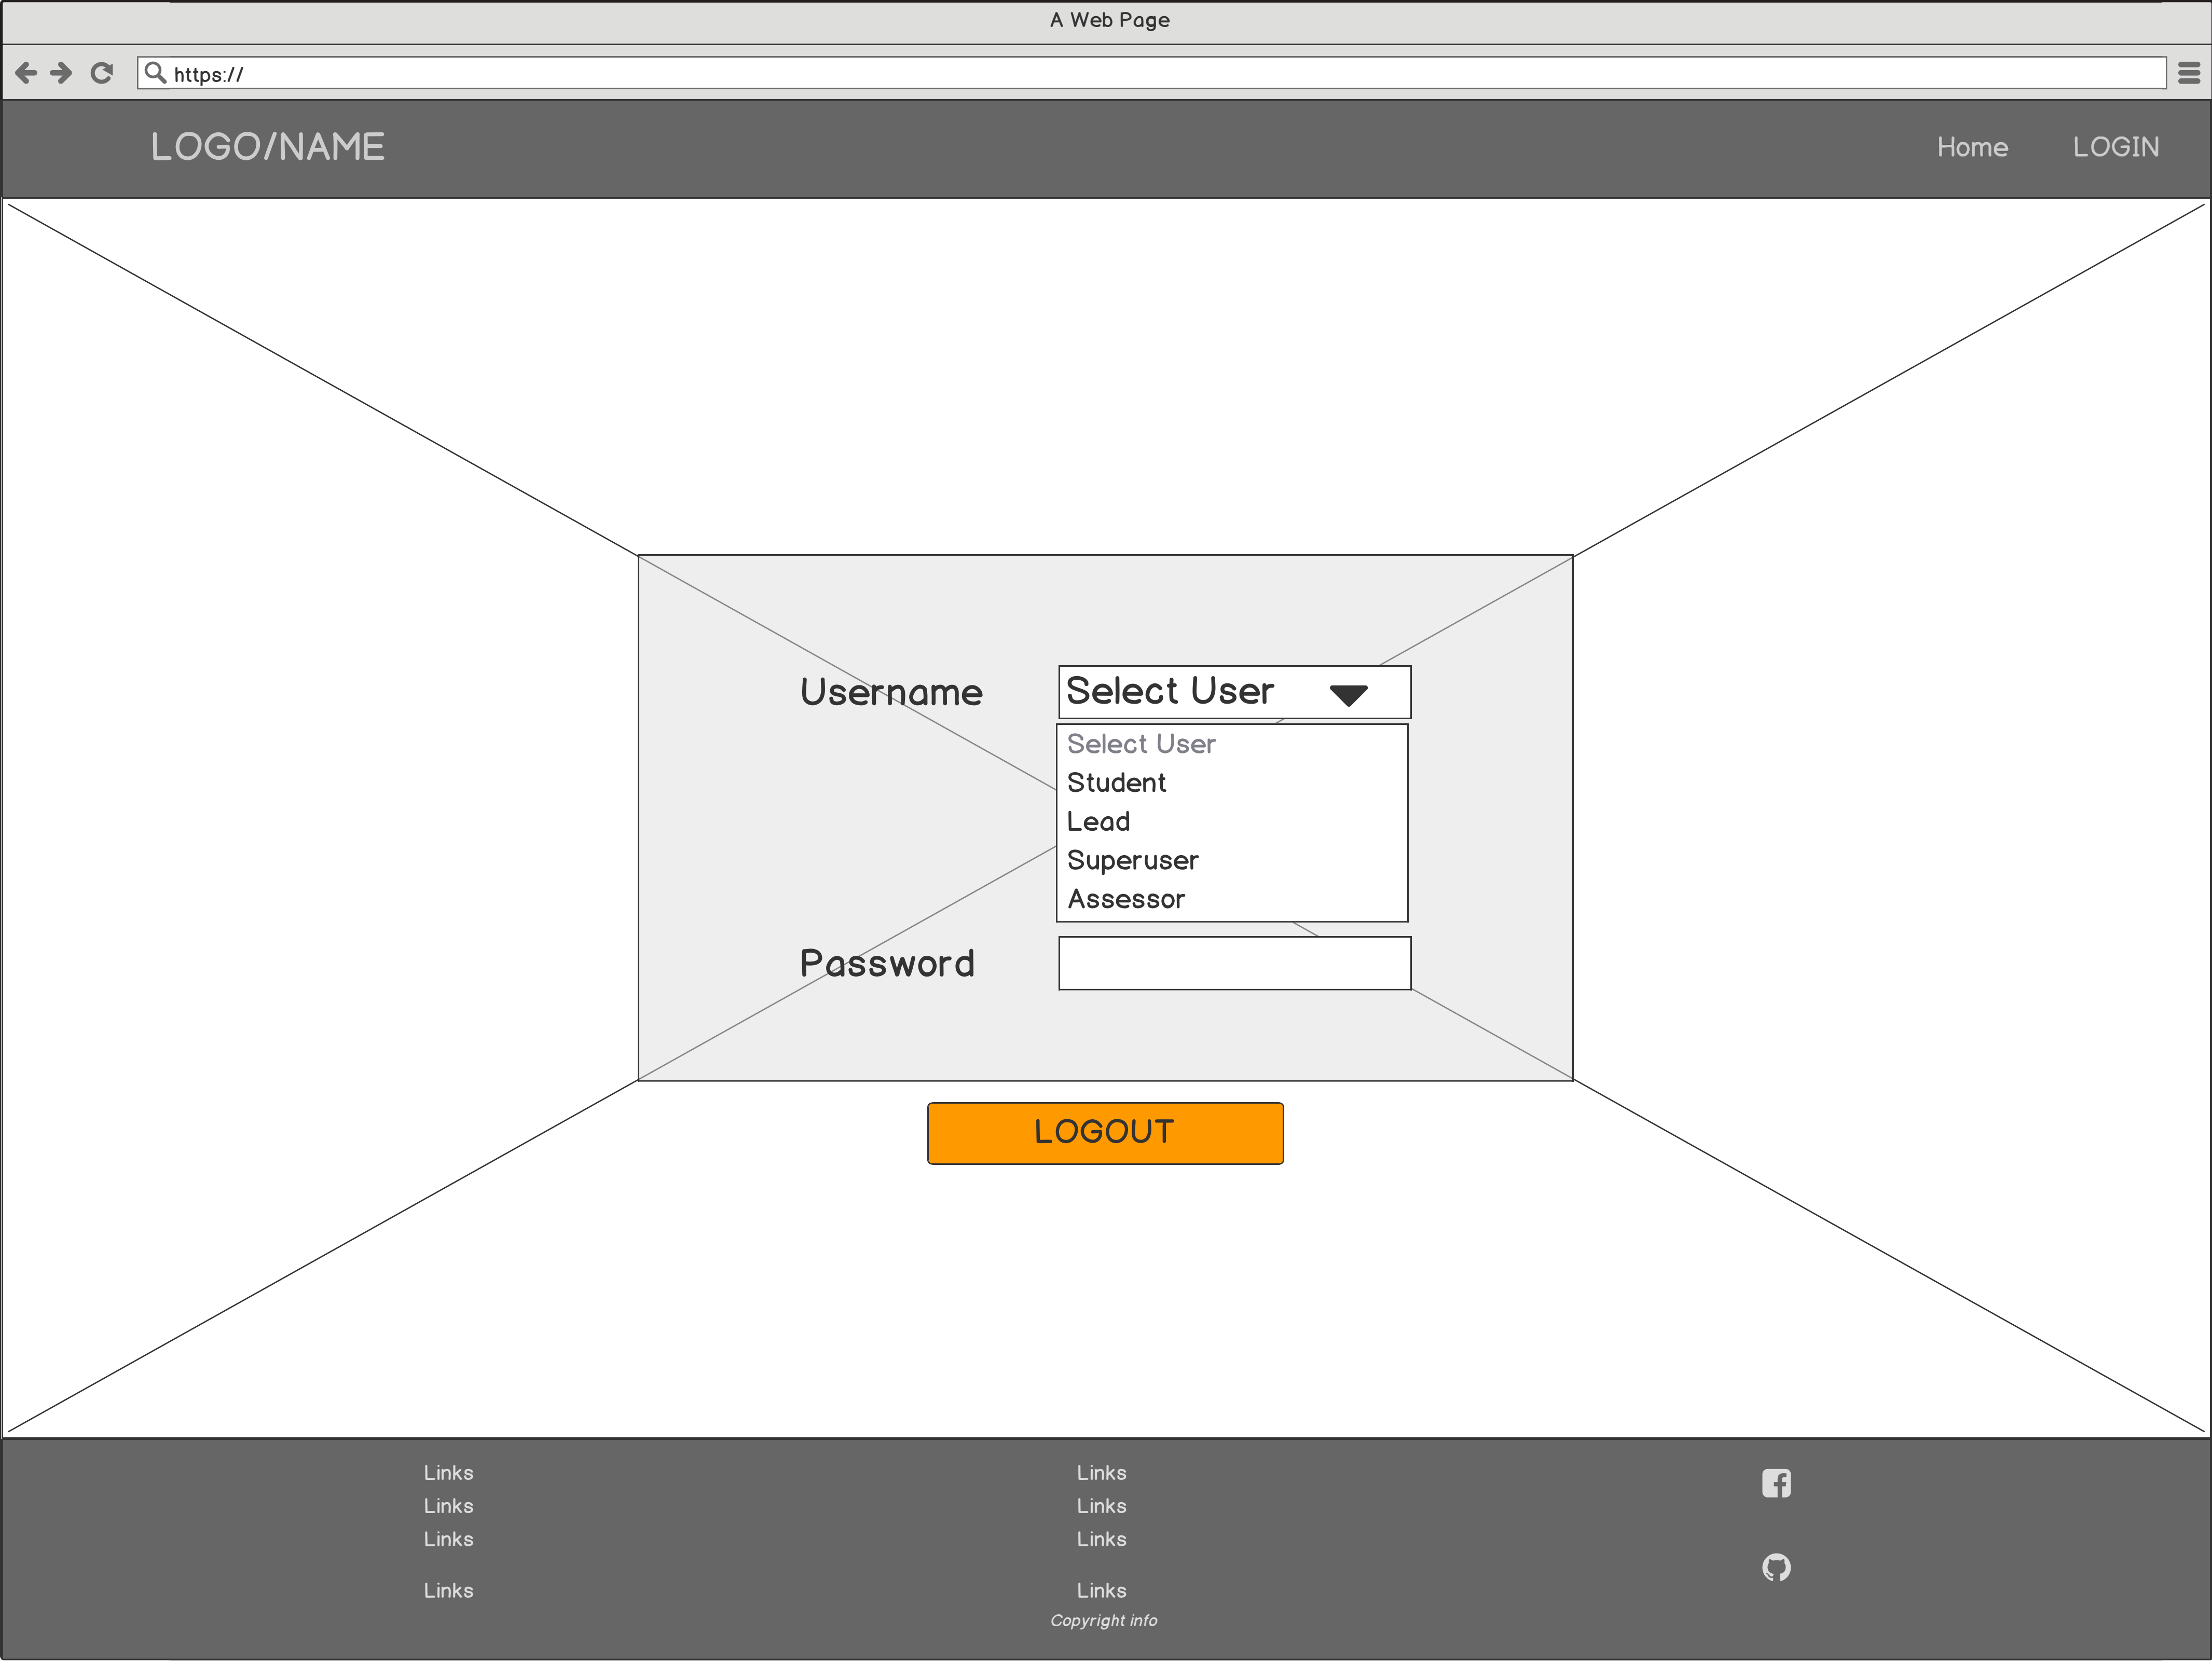 A Web Page
https://
LOGO/NAME
Home
LOGIN
Username
Select User
Select User
Student
Lead
Superuser
Assessor
Password
LOGOUT
Links
Links
Links
Links
Links
Links
Links
Links
Copyright info